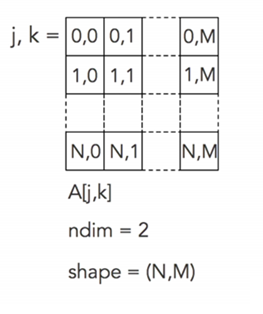 j, k = 0,0 0,1 0,M
1,0 1,1 1,M
N,0 N,1 N,M
A[j,k]
ndim = 2
shape = (N,M)